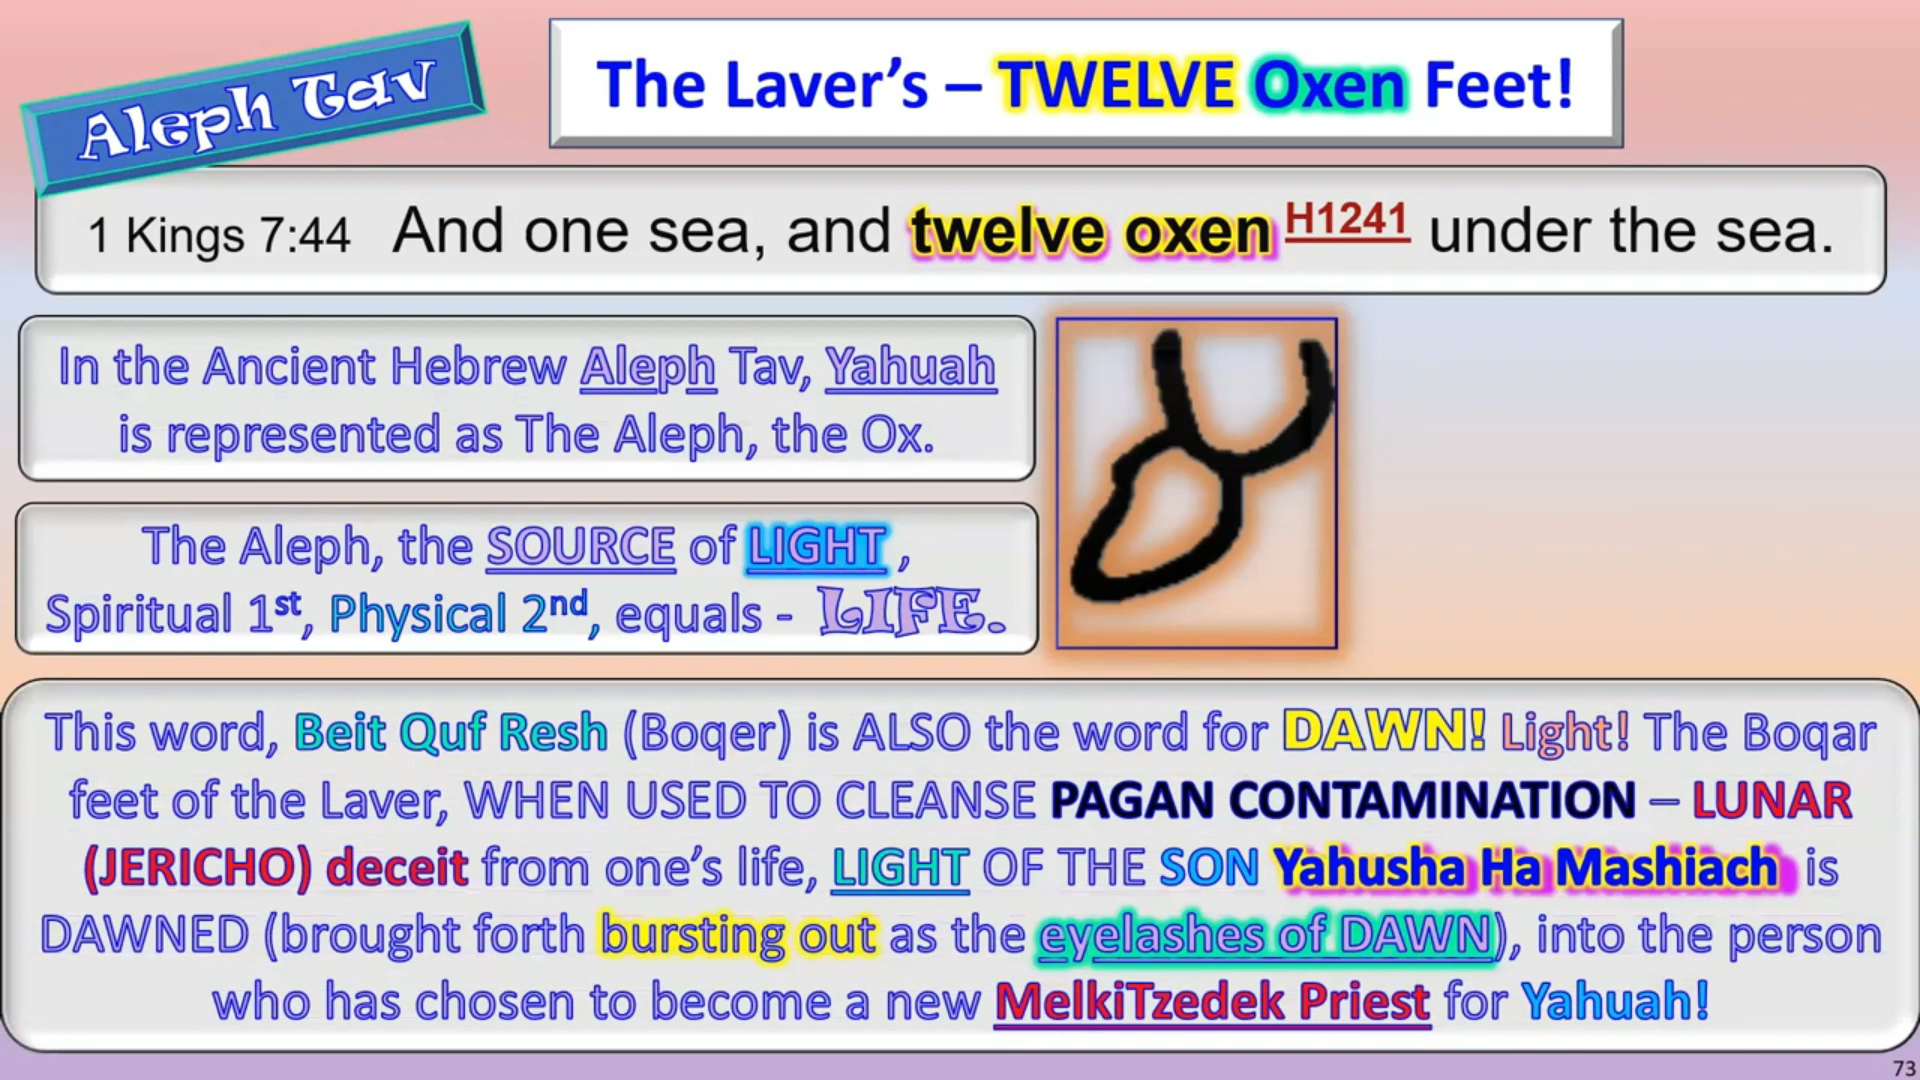 Aleph Tav
The Laver’s – TWELVE Oxen Feet!
1 Kings 7:44 And one sea, and twelve oxen H1241 under the sea.
In the Ancient Hebrew Aleph Tav, Yahuah
is represented as The Aleph, the Ox.
The Aleph, the SOURCE of LIGHT ,
Spiritual 1st, Physical 2nd, equals - LIFE.
This word, Beit Quf Resh (Boqer) is ALSO the word for DAWN! Light! The Boqar
feet of the Laver, WHEN USED TO CLEANSE PAGAN CONTAMINATION – LUNAR
(JERICHO) deceit from one’s life, LIGHT OF THE SON Yahusha Ha Mashiach is
DAWNED (brought forth bursting out as the eyelashes of DAWN), into the person
who has chosen to become a new MelkiTzedek Priest for Yahuah!
73